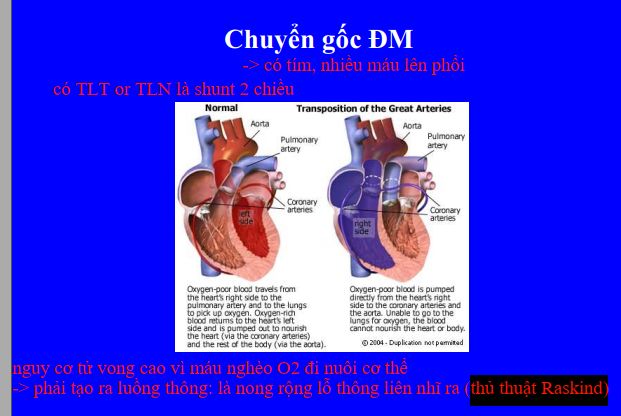 Chuyển gốc ĐM
-> có tím, nhiều máu lên phổi
có TLT or TLN là shunt 2 chiều
Normal
Transposition of the Great Arteries
Aorta
Pulmonary
artery
Coronary
arteries
left
side
Aorta
Pulmonary
artery
Coronary
arteries
right
side
Oxygen-poor blood travels from
the heart's right side to the
pulmonary artery and to the lungs
to pick up oxygen. Oxygen-rich
blood returns to the heart's left
side and is pumped out to nourish
the heart (via the coronary arteries)
and the rest of the body (via the aorta).
Oxygen-poor blood is pumped
directly from the heart's right
side to the coronary arteries and
the aorta. Unable to go to the
lungs for oxygen, the blood
cannot nourish the heart or body.
© 2004 - Duplication not permitted
nguy cơ tử vong cao vì máu nghèo O2 đi nuôi cơ thể
-> phải tạo ra luồng thông: là nong rộng lỗ thông liên nhĩ ra (thủ thuật Raskind)